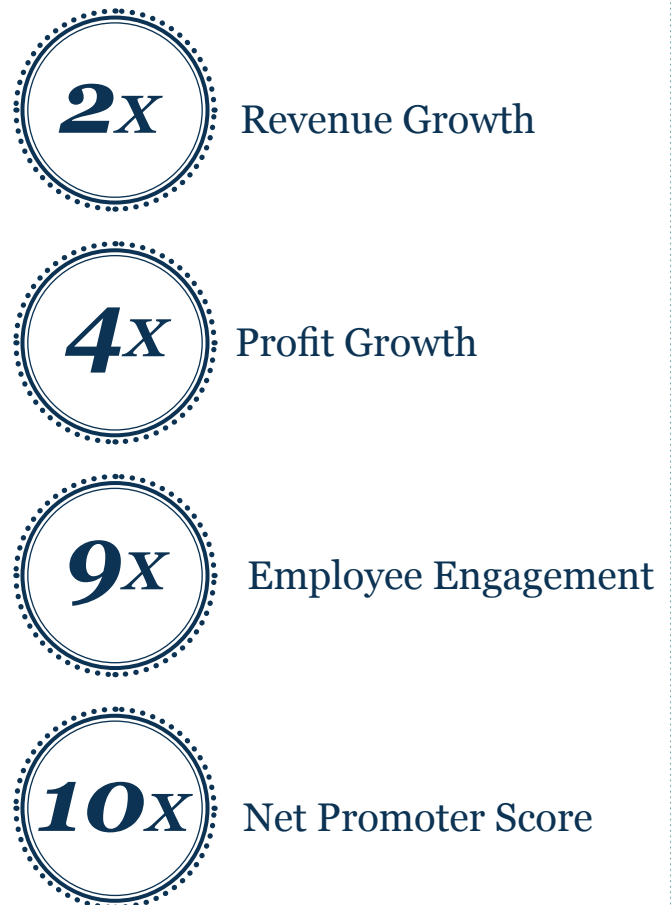 2x Revenue Growth
4x Profit Growth
9x Employee Engagement
10x Net Promoter Score